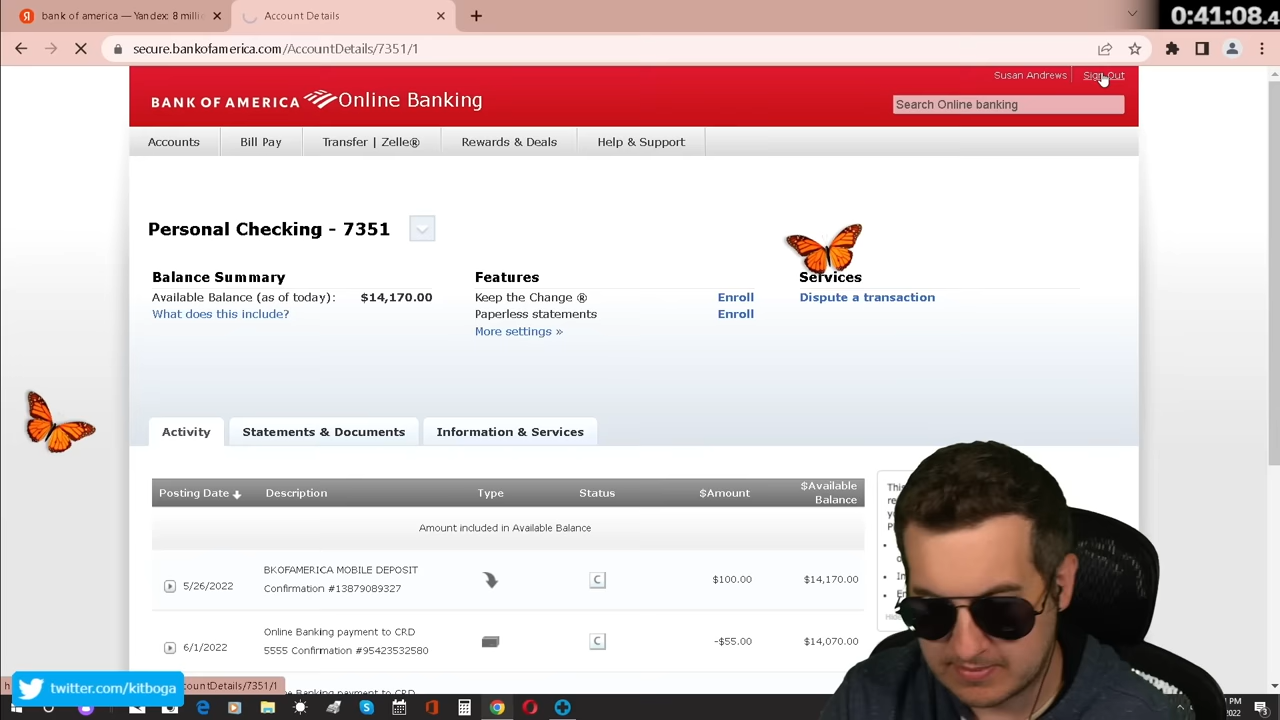 bank of america — Yandex: 8 milli
Account Details
0:41:08.4
secure.bankofamerica.com/AccountDetails/7351/1
Susan Andrews
Sign Out
BANK OF AMERICA Online Banking
Search Online banking
Accounts
Bill Pay
Transfer | Zelle®
Rewards & Deals
Help & Support
Personal Checking - 7351
Balance Summary
Available Balance (as of today): $14,170.00
What does this include?
Features
Keep the Change ® Enroll
Paperless statements Enroll
More settings »
Services
Dispute a transaction
Activity
Statements & Documents
Information & Services
Posting Date
Description
Type
Status
$Amount
$Available
Balance
Amount included in Available Balance
5/26/2022
BKOFAMERICA MOBILE DEPOSIT
Confirmation #13879089327
C
$100.00
$14,170.00
6/1/2022
Online Banking payment to CRD
5555 Confirmation #95423532580
C
-$55.00
$14,070.00
twitter.com/kitboga
countDetails/7351/1